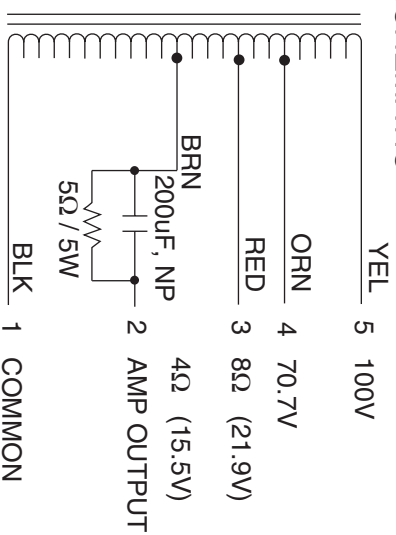 YEL 5 100V
ORN 4 70.7V
RED 3 8Ω (21.9V)
BRN
4Ω (15.5V)
200uF, NP
2 AMP OUTPUT
5Ω / 5W
BLK 1 COMMON